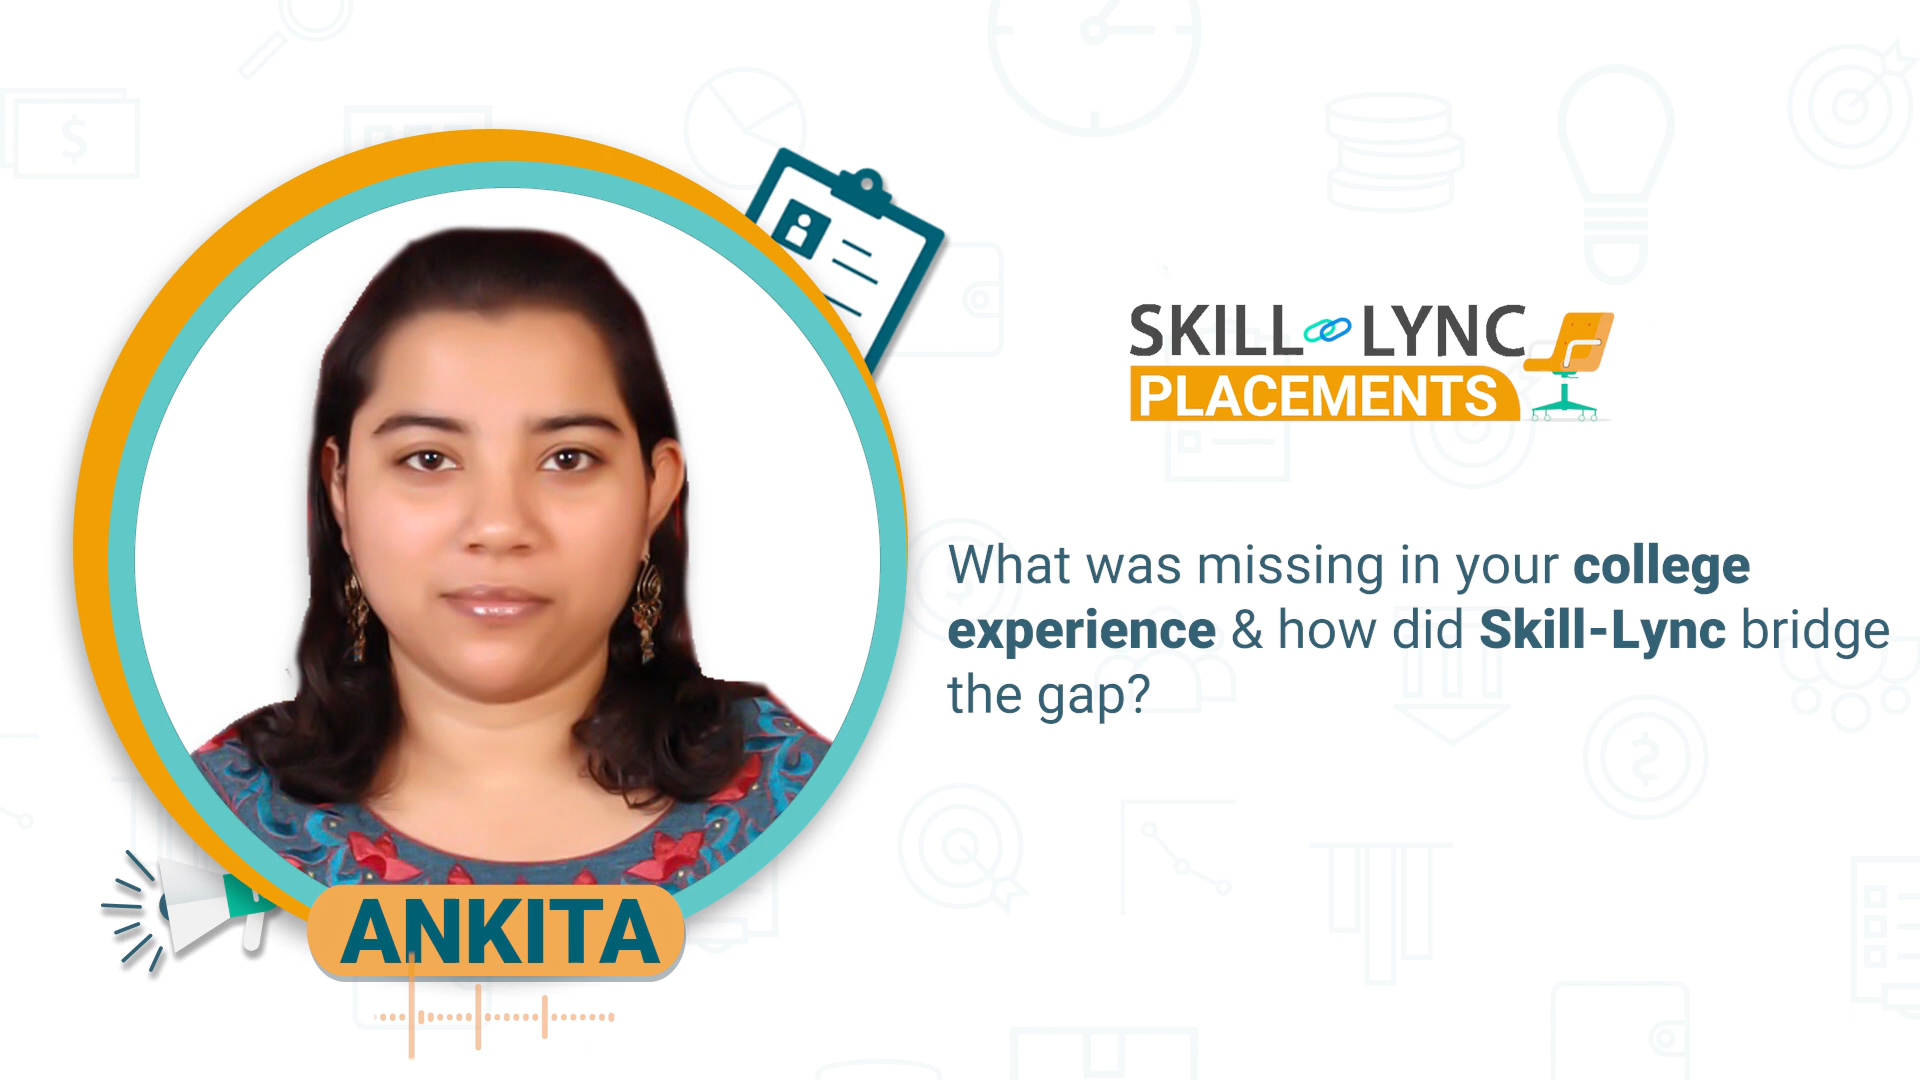 SKILL LYNC
PLACEMENTS
What was missing in your college
experience & how did Skill-Lync bridge
the gap?
ANKITA